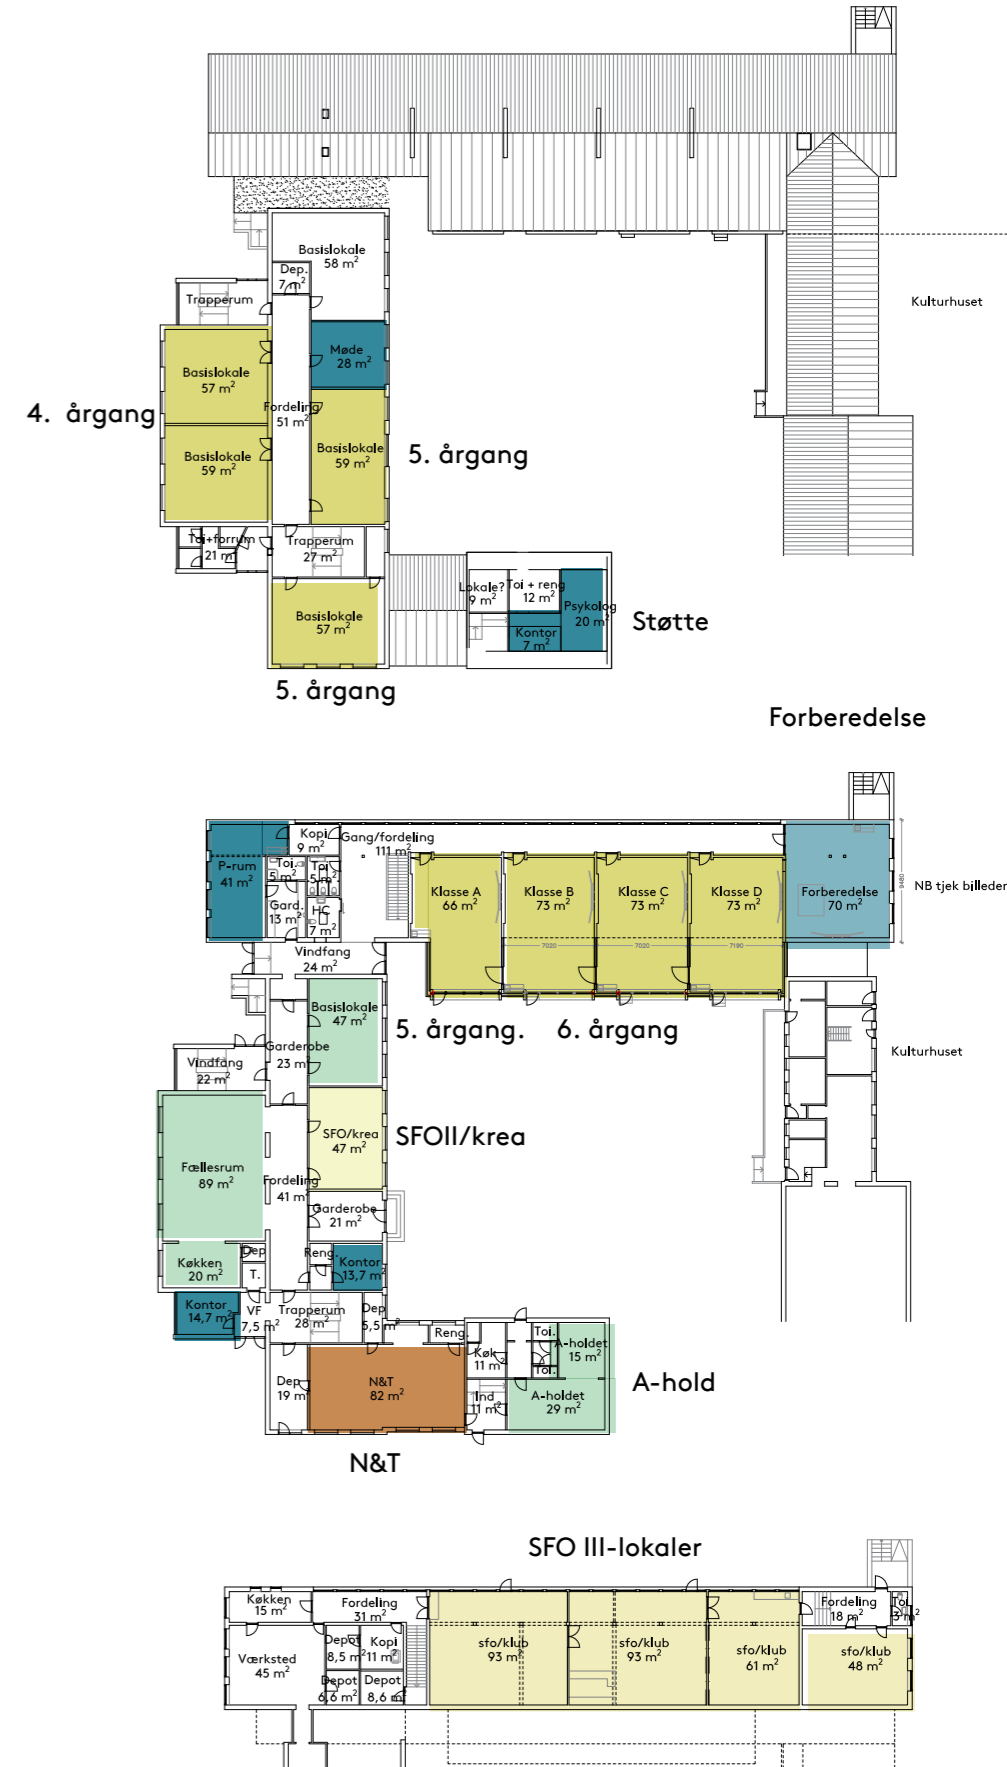 Basislokale
58 m²
Dep.
7 m²
Trapperum
Kulturhuset
Møde
28 m²
Basislokale
57 m²
4. årgang
Fordeling
51 m²
Basislokale
59 m²
Basislokale
59 m²
5. årgang
Toi+forrum
21 m²
Trapperum
27 m²
Lokale?
9 m²
Toi + reng
12 m²
Psykolog
20 m²
Kontor
7 m²
Støtte
Basislokale
57 m²
5. årgang
Forberedelse
Kopi
9 m²
Gang/fordeling
111 m²
P-rum
41 m²
Toi.
5 m²
Toi.
5 m²
Gard.
13 m²
HC
7 m²
Klasse A
66 m²
Klasse B
73 m²
Klasse C
73 m²
Klasse D
73 m²
Forberedelse
70 m²
9480
NB tjek billeder
7020
7020
7190
Vindfang
24 m²
Basislokale
47 m²
5. årgang.
6. årgang
Garderobe
23 m²
Kulturhuset
Vindfang
22 m²
SFO/krea
47 m²
SFOII/krea
Fællesrum
89 m²
Fordeling
41 m²
Garderobe
21 m²
Dep
Reng.
Kontor
13,7 m²
Køkken
20 m²
T.
Kontor
14,7 m²
VF
7,5 m²
Trapperum
28 m²
Dep
5,5 m²
Reng.
Køk
11 m²
Toi.
Toi.
A-holdet
15 m²
Dep
19 m²
N&T
82 m²
Ind
11 m²
A-holdet
29 m²
A-hold
N&T
SFO III-lokaler
Køkken
15 m²
Fordeling
31 m²
Fordeling
18 m²
Toi.
3 m²
Værksted
45 m²
Depot
8,5 m²
Kopi
11 m²
Depot
6,6 m²
Depot
8,6 m²
sfo/klub
93 m²
sfo/klub
93 m²
sfo/klub
61 m²
sfo/klub
48 m²